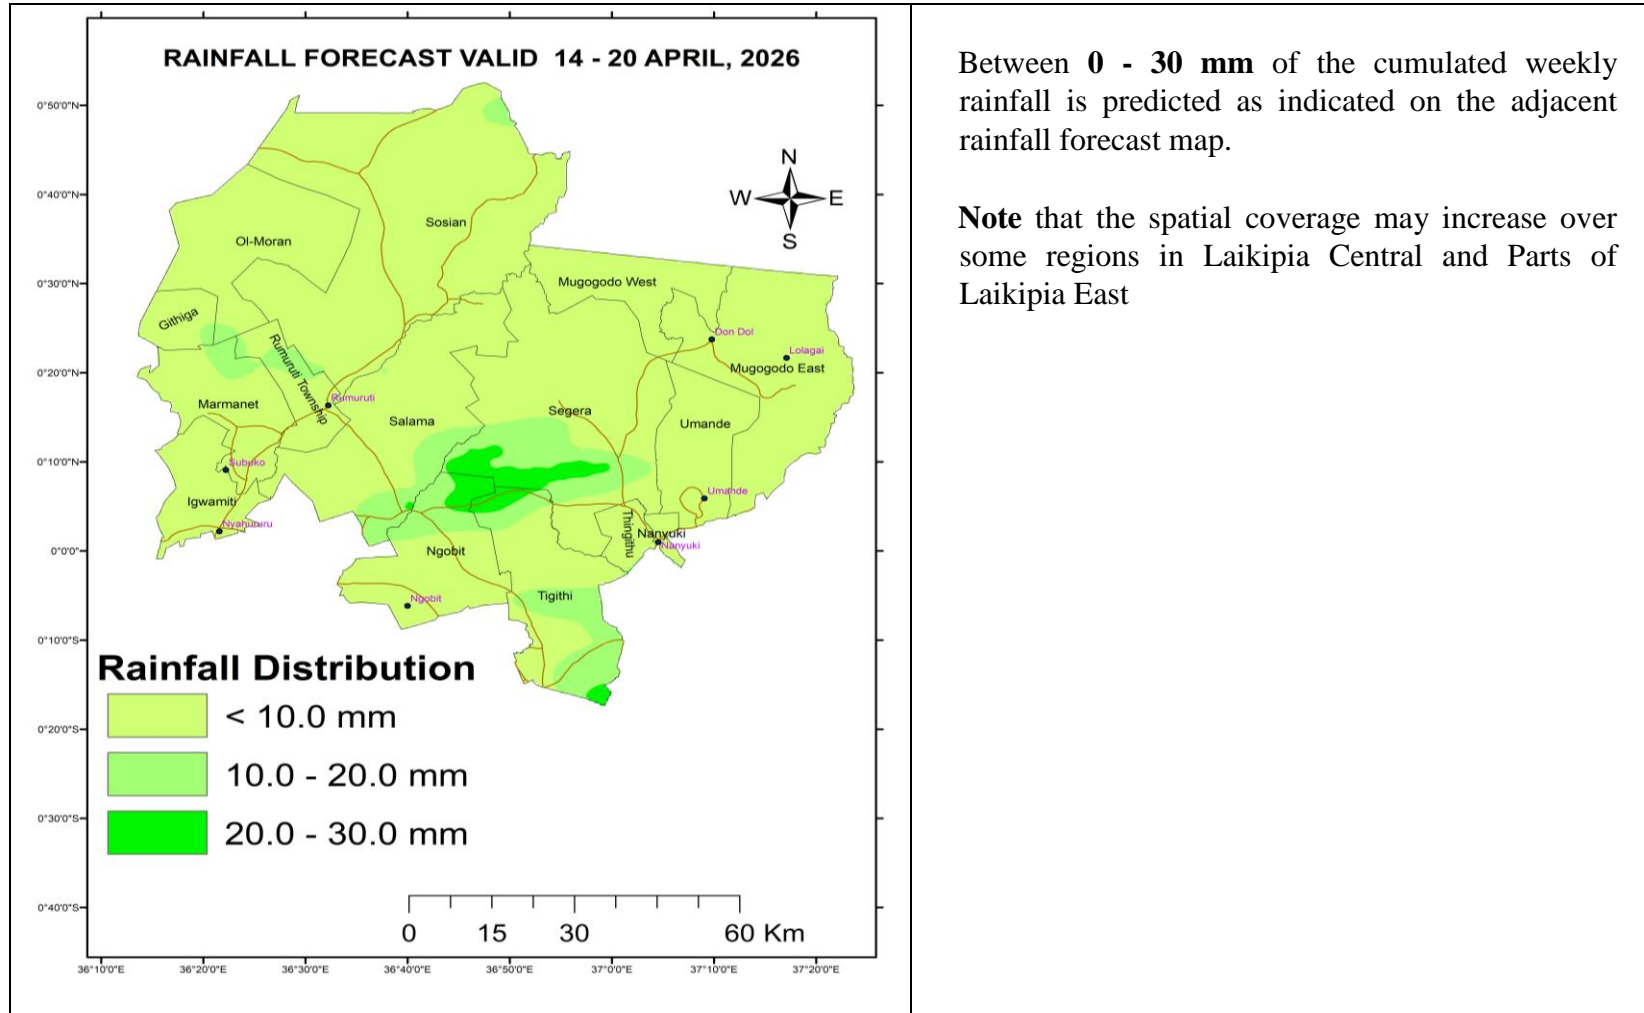 RAINFALL FORECAST VALID 14 - 20 APRIL, 2026
0°50'0"N
0°40'0"N
0°30'0"N
0°20'0"N
0°10'0"N
0°0'0"
0°10'0"S
0°20'0"S
0°30'0"S
0°40'0"S
N
W
E
S
Sosian
Ol-Moran
Mugogodo West
Githiga
Don Dol
Lolagai
Mugogodo East
Rumuruti Township
Rumuruti
Marmanet
Salama
Segera
Umande
Subuko
Igwamiti
Umande
Nyahururu
Thingithu
Nanyuki
Nanyuki
Ngobit
Ngobit
Tigithi
Rainfall Distribution
< 10.0 mm
10.0 - 20.0 mm
20.0 - 30.0 mm
0 15 30 60 Km
36°10'0"E 36°20'0"E 36°30'0"E 36°40'0"E 36°50'0"E 37°0'0"E 37°10'0"E 37°20'0"E
Between 0 - 30 mm of the cumulated weekly
rainfall is predicted as indicated on the adjacent
rainfall forecast map.
Note that the spatial coverage may increase over
some regions in Laikipia Central and Parts of
Laikipia East